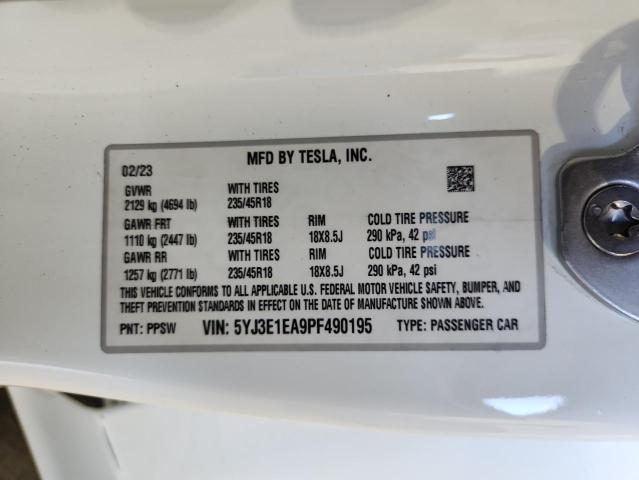 MFD BY TESLA, INC.
02/23
GVWR WITH TIRES
2129 kg (4694 lb) 235/45R18
GAWR FRT WITH TIRES RIM COLD TIRE PRESSURE
1110 kg (2447 lb) 235/45R18 18X8.5J 290 kPa, 42 psi
GAWR RR WITH TIRES RIM COLD TIRE PRESSURE
1257 kg (2771 lb) 235/45R18 18X8.5J 290 kPa, 42 psi
THIS VEHICLE CONFORMS TO ALL APPLICABLE U.S. FEDERAL MOTOR VEHICLE SAFETY, BUMPER, AND
THEFT PREVENTION STANDARDS IN EFFECT ON THE DATE OF MANUFACTURE SHOWN ABOVE.
PNT: PPSW VIN: 5YJ3E1EA9PF490195 TYPE: PASSENGER CAR